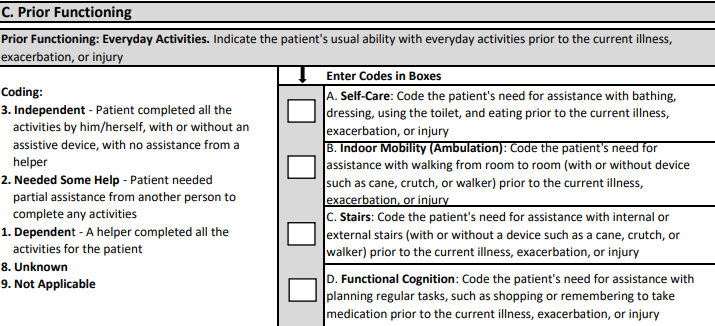 C. Prior Functioning
Prior Functioning: Everyday Activities. Indicate the patient's usual ability with everyday activities prior to the current illness,
exacerbation, or injury
Enter Codes in Boxes
Coding:
3. Independent - Patient completed all the
activities by him/herself, with or without an
assistive device, with no assistance from a
helper
2. Needed Some Help - Patient needed
partial assistance from another person to
complete any activities
1. Dependent - A helper completed all the
activities for the patient
8. Unknown
9. Not Applicable
A. Self-Care: Code the patient's need for assistance with bathing,
dressing, using the toilet, and eating prior to the current illness,
exacerbation, or injury
B. Indoor Mobility (Ambulation): Code the patient's need for
assistance with walking from room to room (with or without device
such as cane, crutch, or walker) prior to the current illness,
exacerbation, or injury
C. Stairs: Code the patient's need for assistance with internal or
external stairs (with or without a device such as a cane, crutch, or
walker) prior to the current illness, exacerbation, or injury
D. Functional Cognition: Code the patient's need for assistance with
planning regular tasks, such as shopping or remembering to take
medication prior to the current illness, exacerbation, or injury